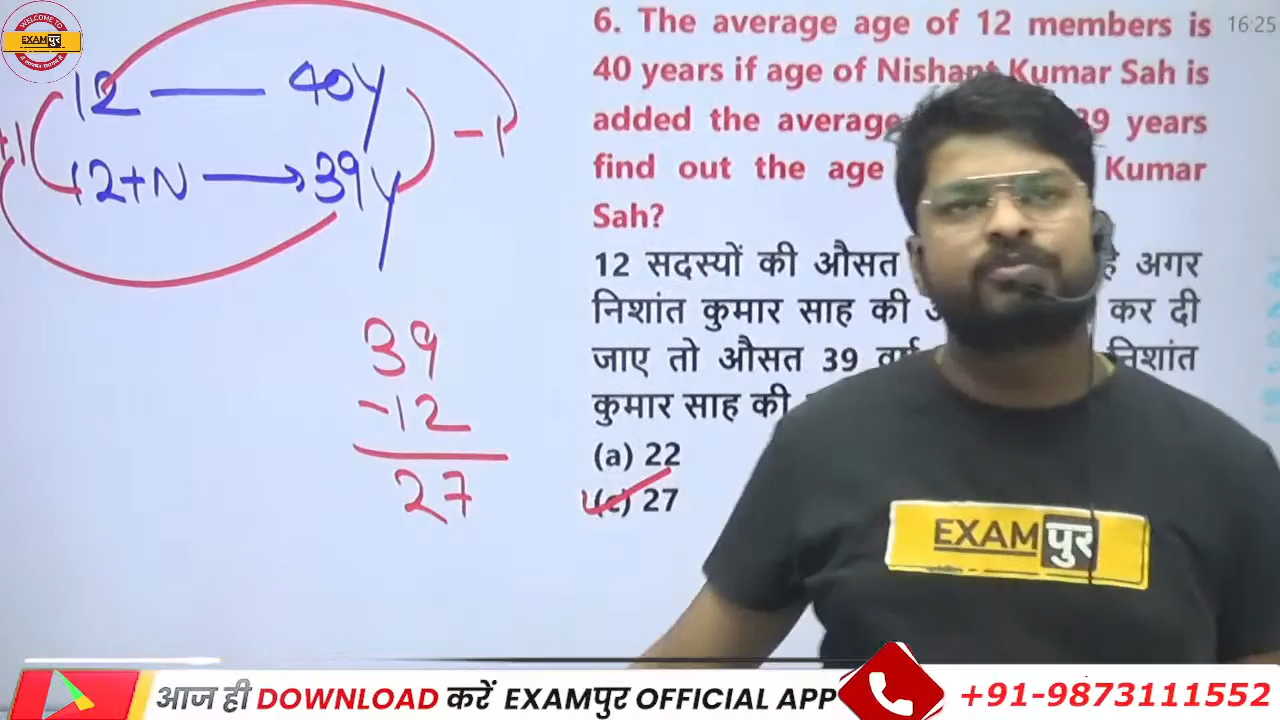 WELCOME TO
EXAMपुर
12 — 40y
12+N → 39y
+1
-1
39
-12
27
6. The average age of 12 members is
40 years if age of Nishant Kumar Sah is
added the average 39 years
find out the age Kumar
Sah?
12 सदस्यों की औसत है अगर
निशांत कुमार साह की कर दी
जाए तो औसत 39 वर्ष निशांत
कुमार साह की
(a) 22
(c) 27
16:25
EXAMपुर
आज ही DOWNLOAD करें EXAMपुर OFFICIAL APP
+91-9873111552